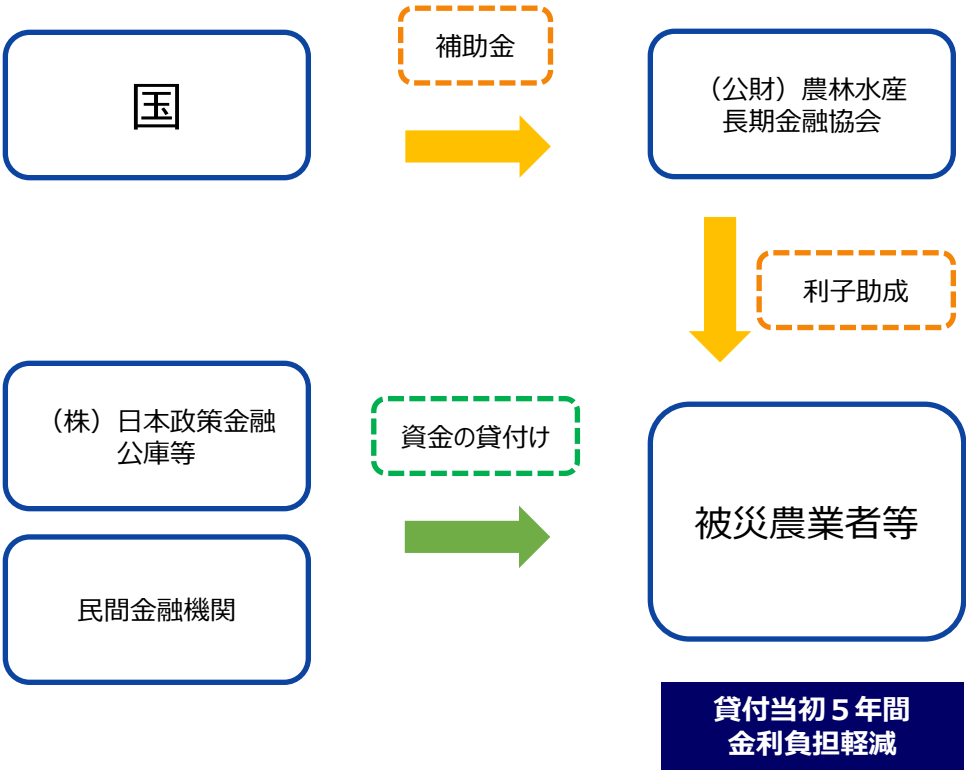 補助金
国
（公財）農林水産
長期金融協会
利子助成
（株）日本政策金融
公庫等
資金の貸付け
民間金融機関
被災農業者等
貸付当初５年間
金利負担軽減